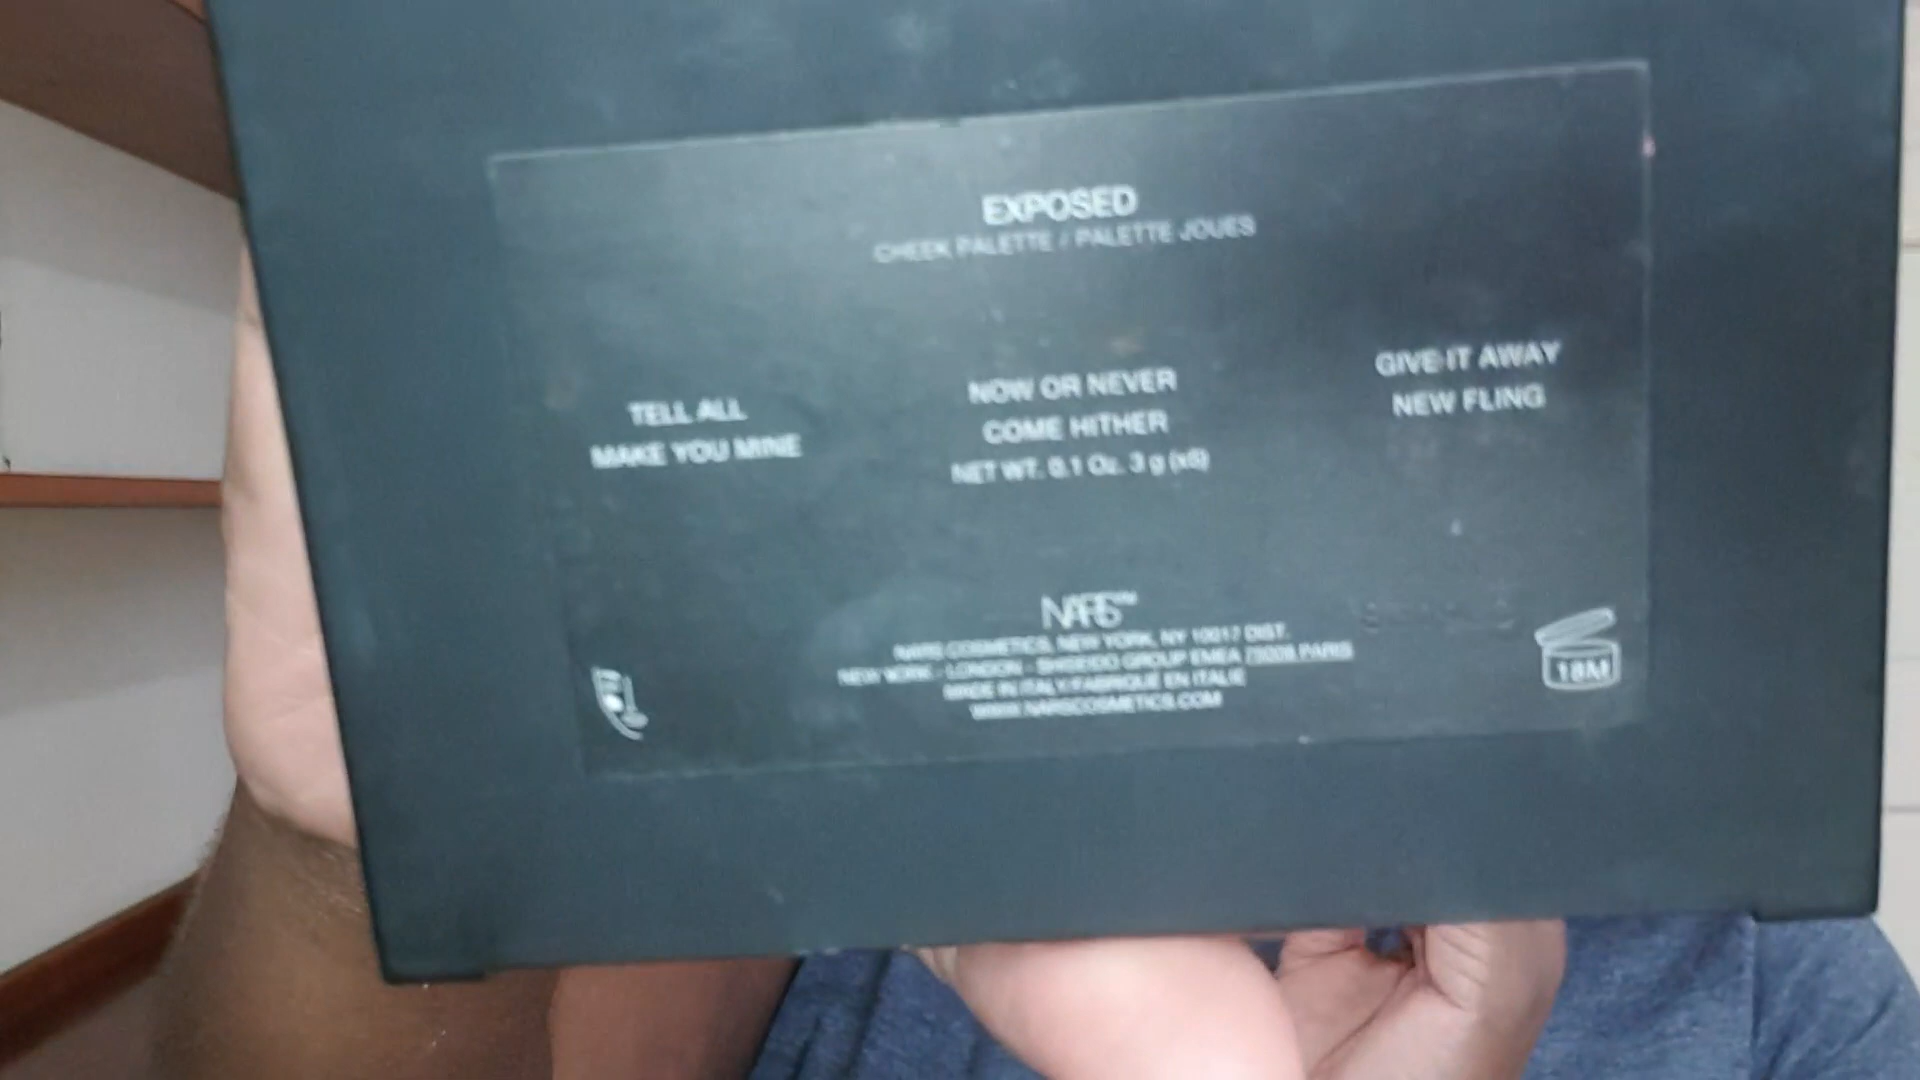 EXPOSED
CHEEK PALETTE / PALETTE JOUES
TELL ALL
MAKE YOU MINE
NOW OR NEVER
COME HITHER
NET WT. 0.1 Oz. 3 g (x6)
GIVE IT AWAY
NEW FLING
NARS™
NARS COSMETICS, NEW YORK, NY 10017 DIST.
NEW YORK - LONDON - SHISEIDO GROUP EMEA 75008 PARIS
MADE IN ITALY/FABRIQUÉ EN ITALIE
WWW.NARSCOSMETICS.COM
18M